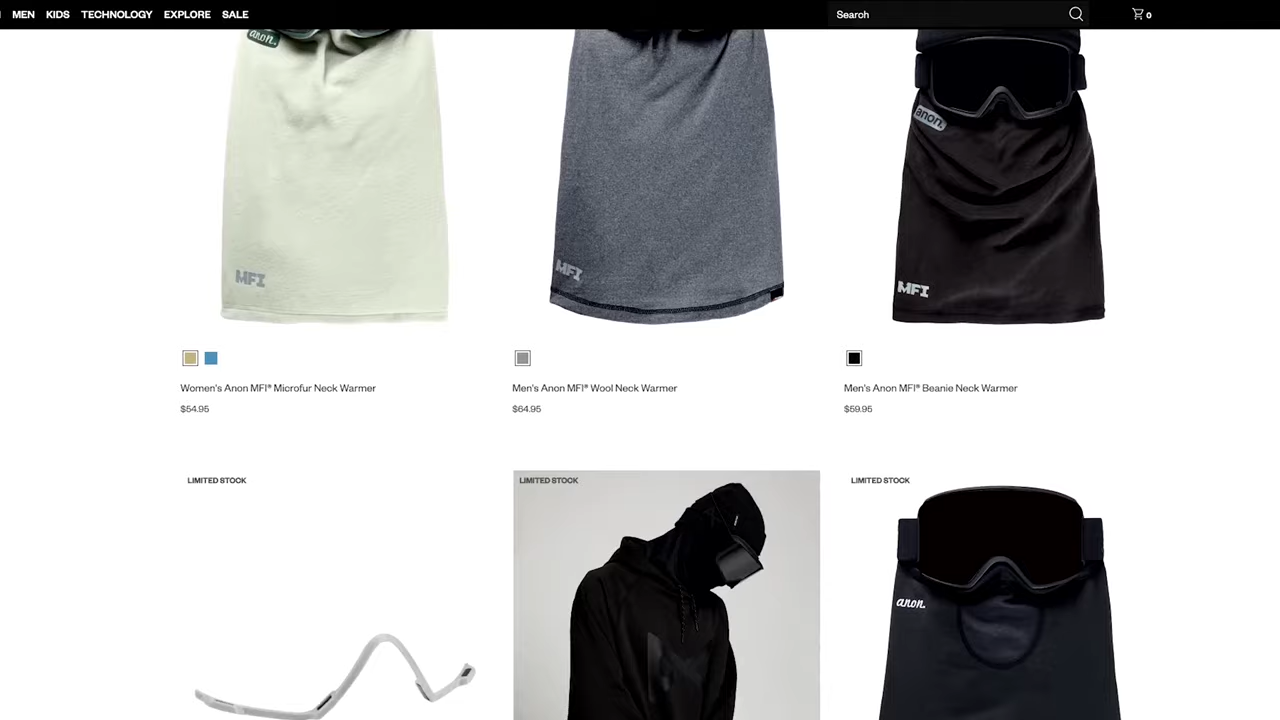 MEN KIDS TECHNOLOGY EXPLORE SALE Search 0
anon.
anon.
MFI MFI MFI
Women's Anon MFI® Microfur Neck Warmer Men's Anon MFI® Wool Neck Warmer Men's Anon MFI® Beanie Neck Warmer
$54.95 $64.95 $59.95
LIMITED STOCK LIMITED STOCK LIMITED STOCK
anon.